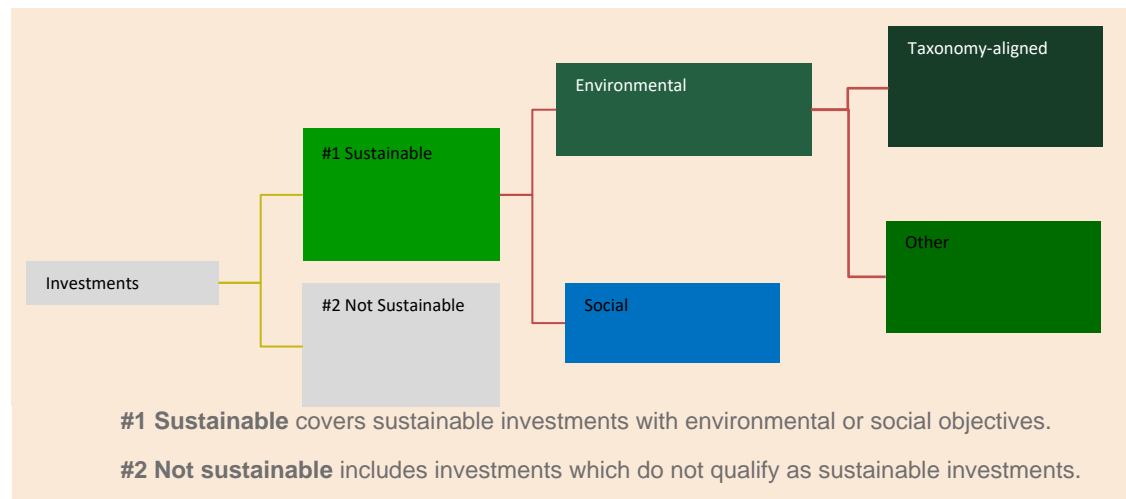 Taxonomy-aligned
Environmental
#1 Sustainable
Other
Investments
#2 Not Sustainable
Social
#1 Sustainable covers sustainable investments with environmental or social objectives.
#2 Not sustainable includes investments which do not qualify as sustainable investments.